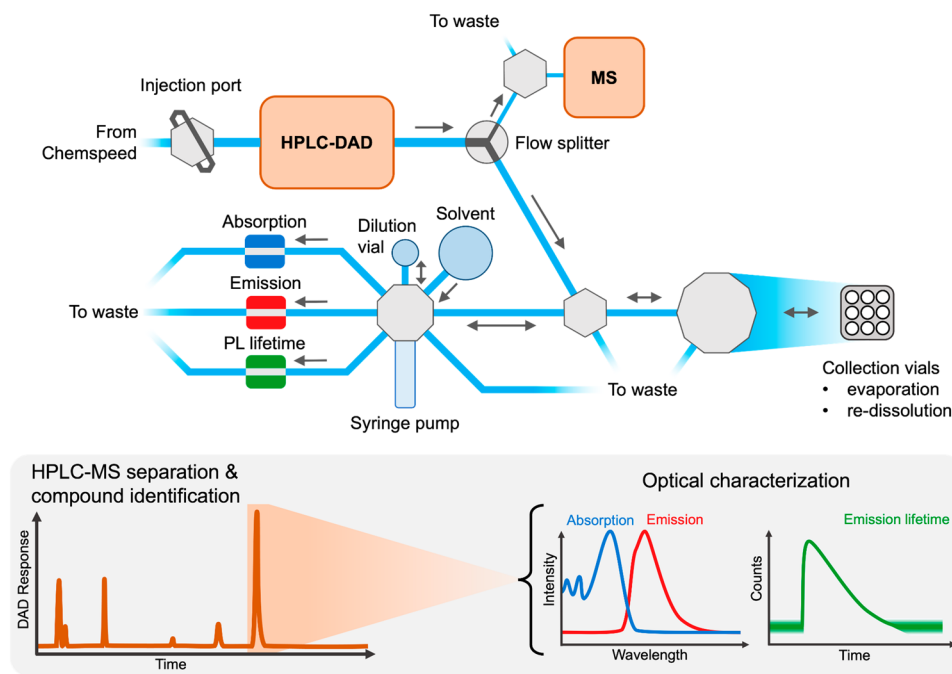 To waste
MS
Injection port
From
Chemspeed
HPLC-DAD
Flow splitter
Absorption
Dilution
vial
Solvent
Emission
To waste
PL lifetime
Syringe pump
To waste
Collection vials
• evaporation
• re-dissolution
HPLC-MS separation &
compound identification
DAD Response
Time
Optical characterization
Absorption
Emission
Intensity
Wavelength
Emission lifetime
Counts
Time